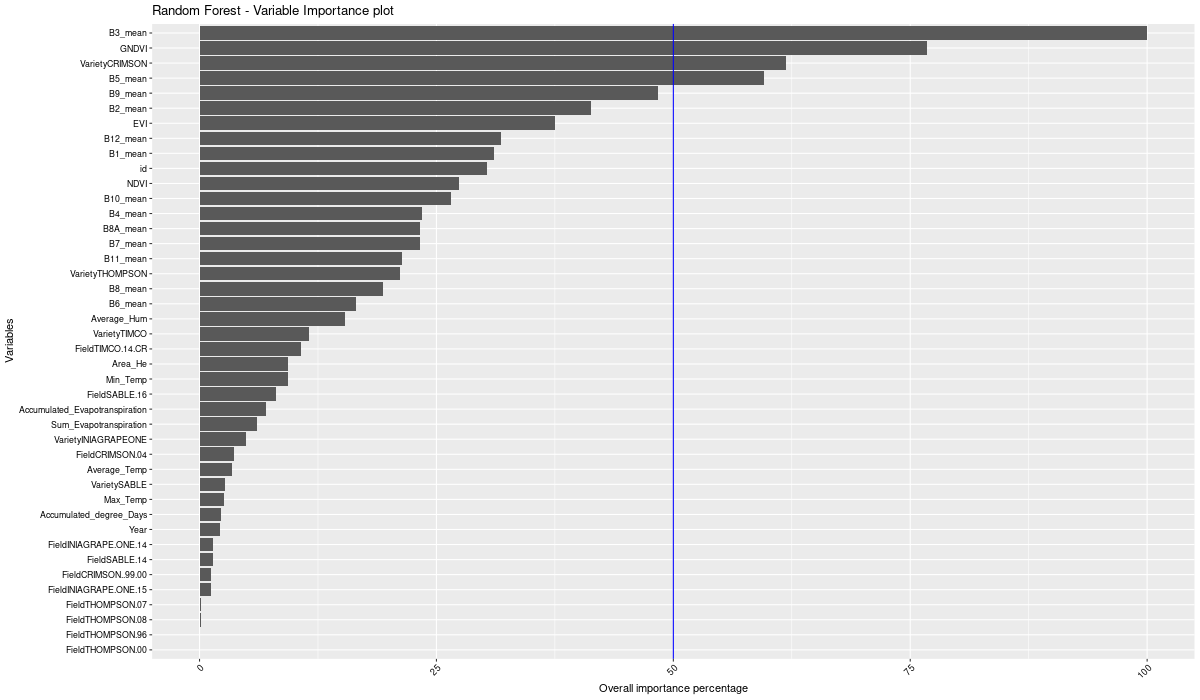 Random Forest - Variable Importance plot
B3_mean
GNDVI
VarietyCRIMSON
B5_mean
B9_mean
B2_mean
EVI
B12_mean
B1_mean
id
NDVI
B10_mean
B4_mean
B8A_mean
B7_mean
B11_mean
VarietyTHOMPSON
B8_mean
B6_mean
Average_Hum
VarietyTIMCO
FieldTIMCO.14.CR
Area_He
Min_Temp
FieldSABLE.16
Accumulated_Evapotranspiration
Sum_Evapotranspiration
VarietyINIAGRAPEONE
FieldCRIMSON.04
Average_Temp
VarietySABLE
Max_Temp
Accumulated_degree_Days
Year
FieldINIAGRAPE.ONE.14
FieldSABLE.14
FieldCRIMSON..99.00
FieldINIAGRAPE.ONE.15
FieldTHOMPSON.07
FieldTHOMPSON.08
FieldTHOMPSON.96
FieldTHOMPSON.00
Variables
0
25
50
75
100
Overall importance percentage